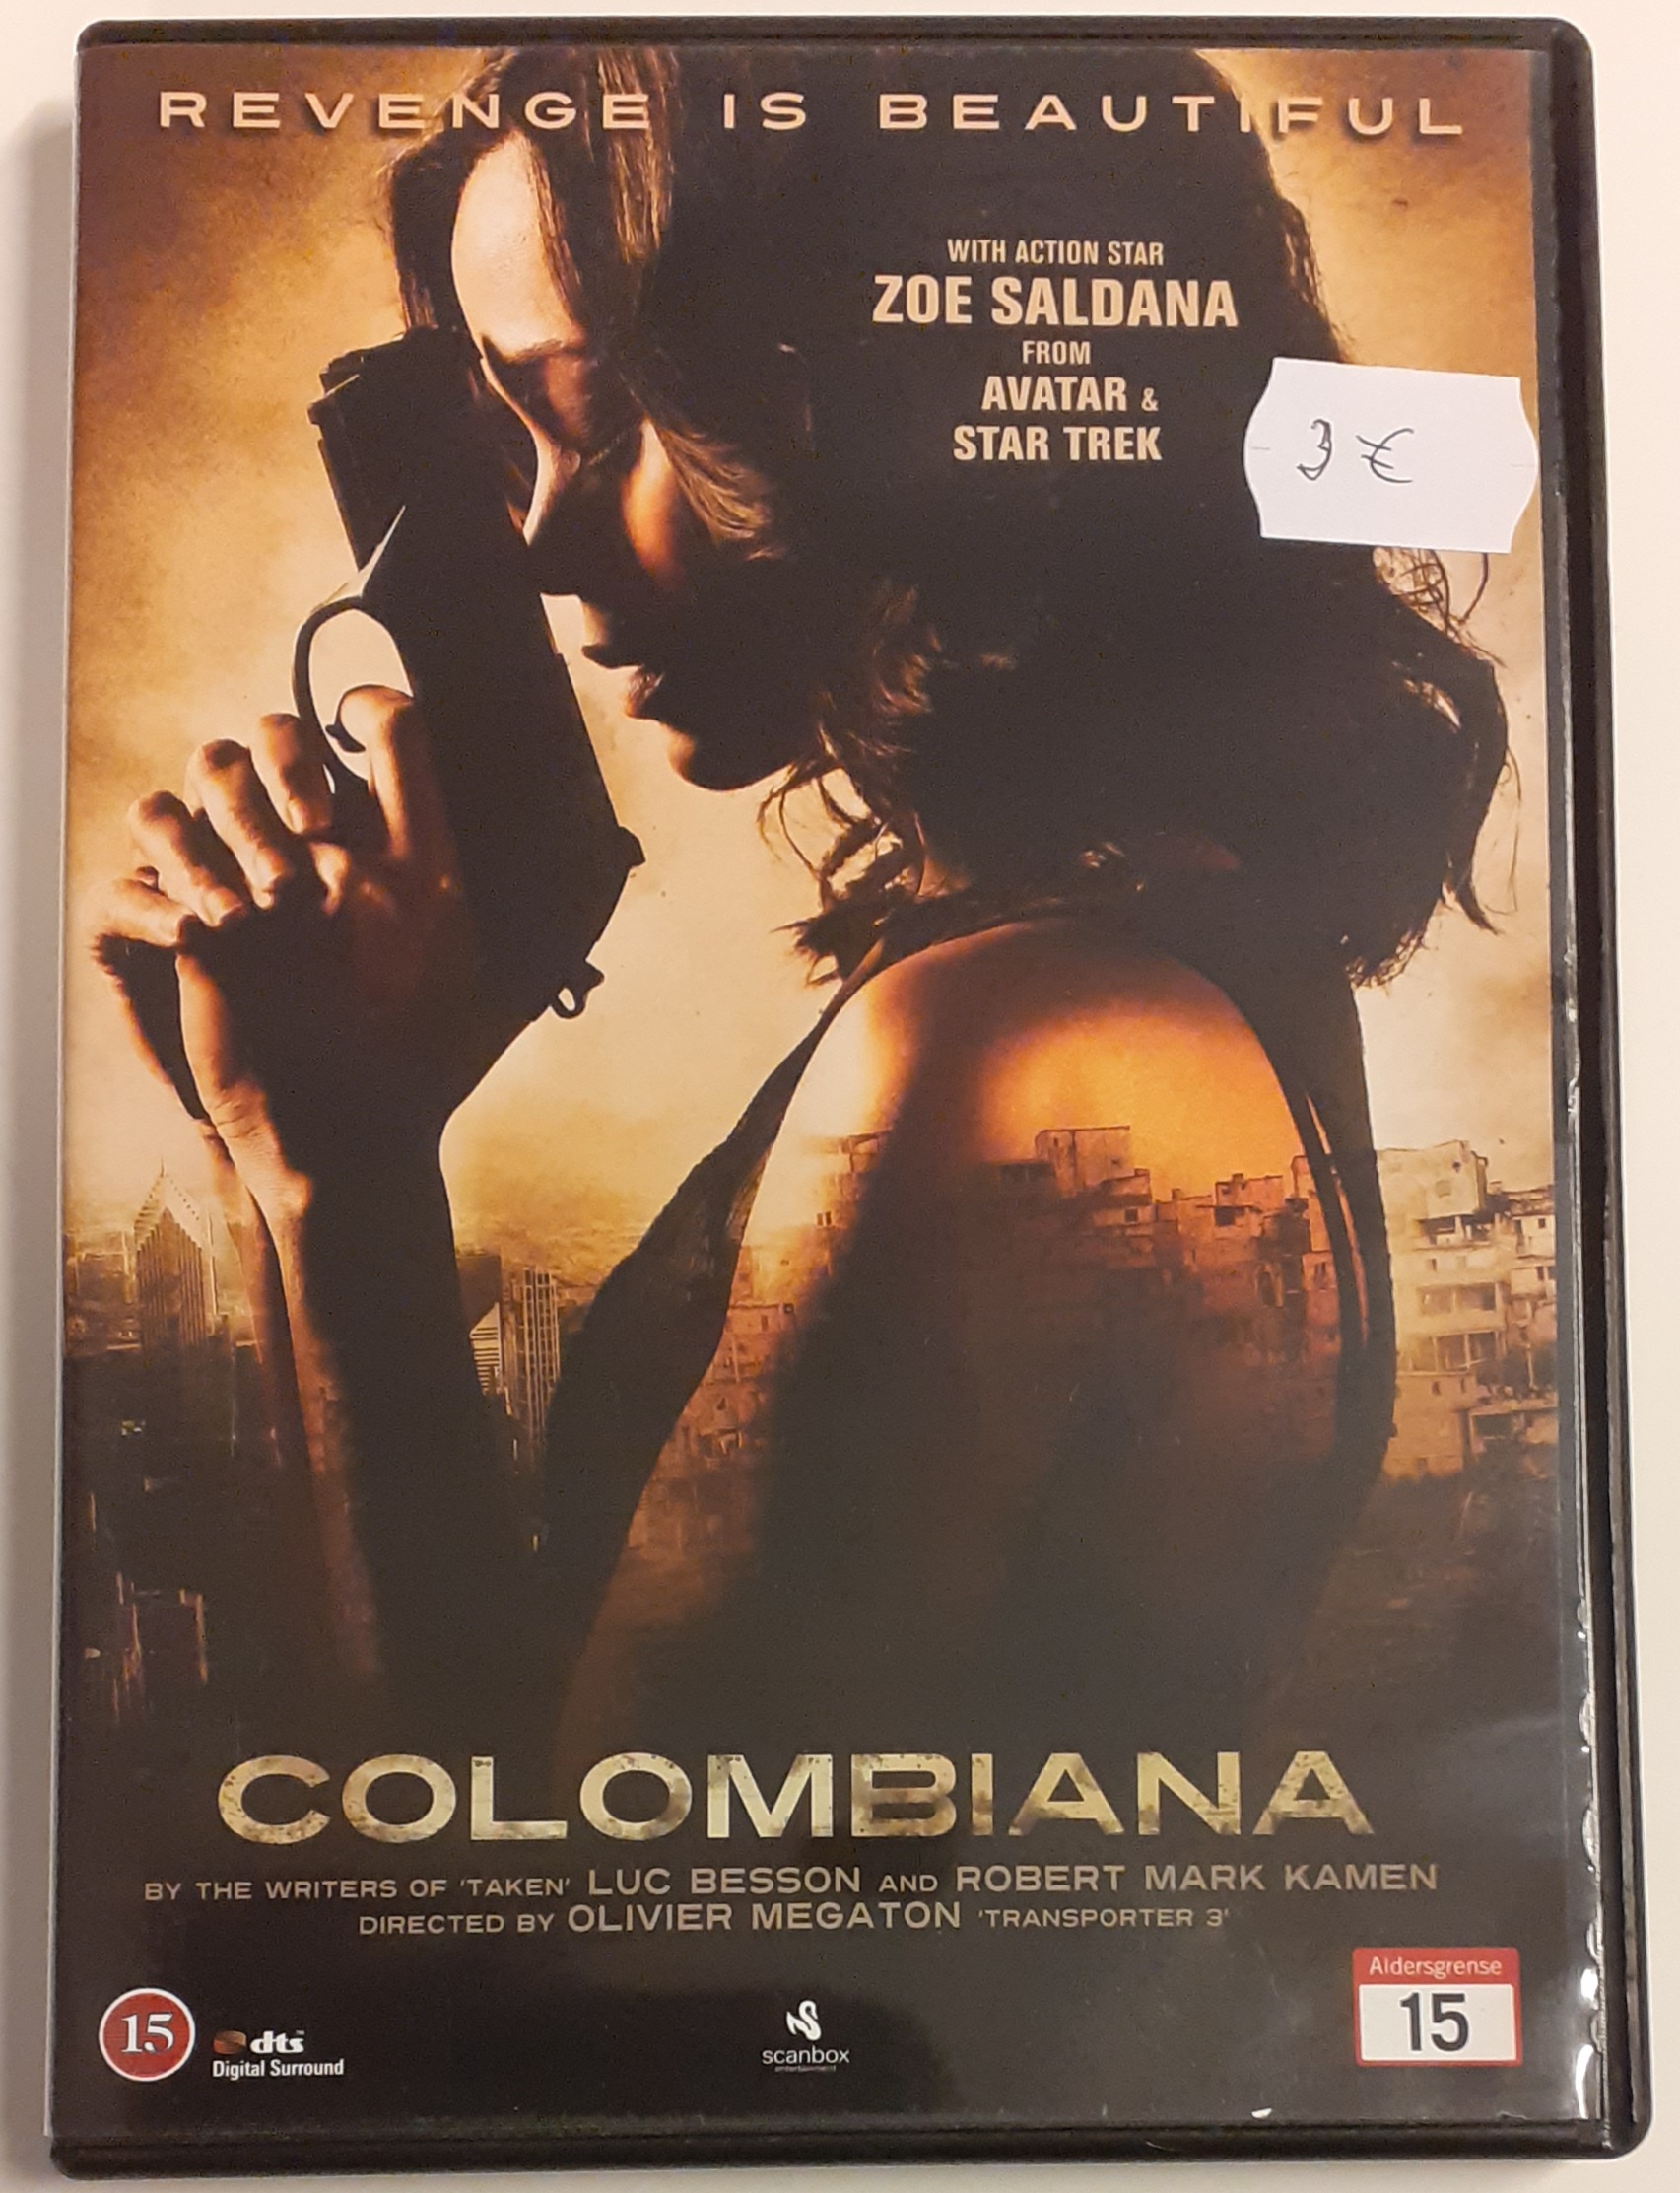 REVENGE IS BEAUTIFUL
WITH ACTION STAR
ZOE SALDANA
FROM
AVATAR &
STAR TREK
3 €
COLOMBIANA
BY THE WRITERS OF 'TAKEN' LUC BESSON AND ROBERT MARK KAMEN
DIRECTED BY OLIVIER MEGATON 'TRANSPORTER 3'
15
dts
Digital Surround
scanbox
entertainment
Aldersgrense
15